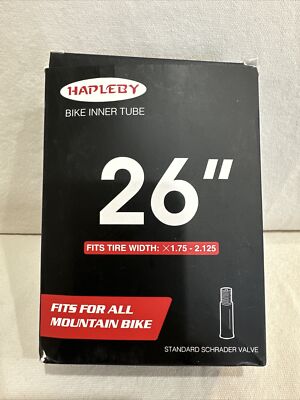 HAPLEBY
BIKE INNER TUBE
26"
FITS TIRE WIDTH: ×1.75 - 2.125
FITS FOR ALL
MOUNTAIN BIKE
STANDARD SCHRADER VALVE